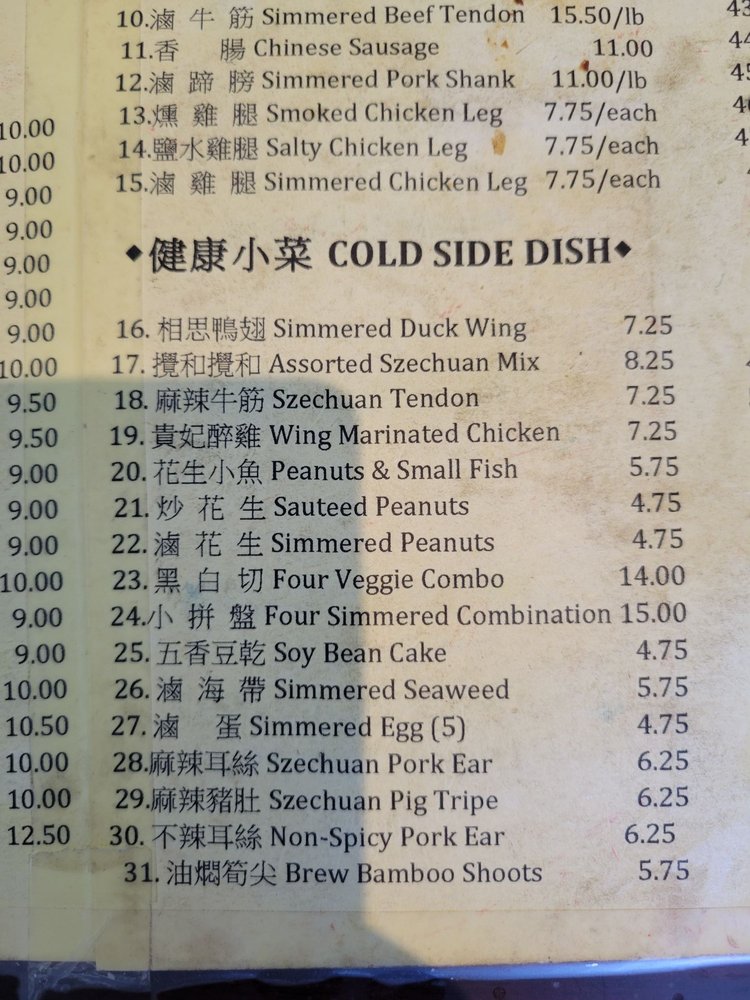 10.滷 牛 筋 Simmered Beef Tendon 15.50/lb
11.香 腸 Chinese Sausage 11.00
12.滷 蹄 膀 Simmered Pork Shank 11.00/lb
13.燻 雞 腿 Smoked Chicken Leg 7.75/each
14.鹽水雞腿 Salty Chicken Leg 7.75/each
15.滷 雞 腿 Simmered Chicken Leg 7.75/each
◆健康小菜 COLD SIDE DISH◆
16. 相思鴨翅 Simmered Duck Wing 7.25
17. 攪和攪和 Assorted Szechuan Mix 8.25
18. 麻辣牛筋 Szechuan Tendon 7.25
19. 貴妃醉雞 Wing Marinated Chicken 7.25
20. 花生小魚 Peanuts & Small Fish 5.75
21. 炒 花 生 Sauteed Peanuts 4.75
22. 滷 花 生 Simmered Peanuts 4.75
23. 黑 白 切 Four Veggie Combo 14.00
24.小 拼 盤 Four Simmered Combination 15.00
25. 五香豆乾 Soy Bean Cake 4.75
26. 滷 海 帶 Simmered Seaweed 5.75
27. 滷 蛋 Simmered Egg (5) 4.75
28.麻辣耳絲 Szechuan Pork Ear 6.25
29.麻辣豬肚 Szechuan Pig Tripe 6.25
30. 不辣耳絲 Non-Spicy Pork Ear 6.25
31. 油燜筍尖 Brew Bamboo Shoots 5.75
10.00
10.00
9.00
9.00
9.00
9.00
9.00
10.00
9.50
9.50
9.00
9.00
9.00
10.00
9.00
9.00
10.00
10.50
10.00
10.00
12.50